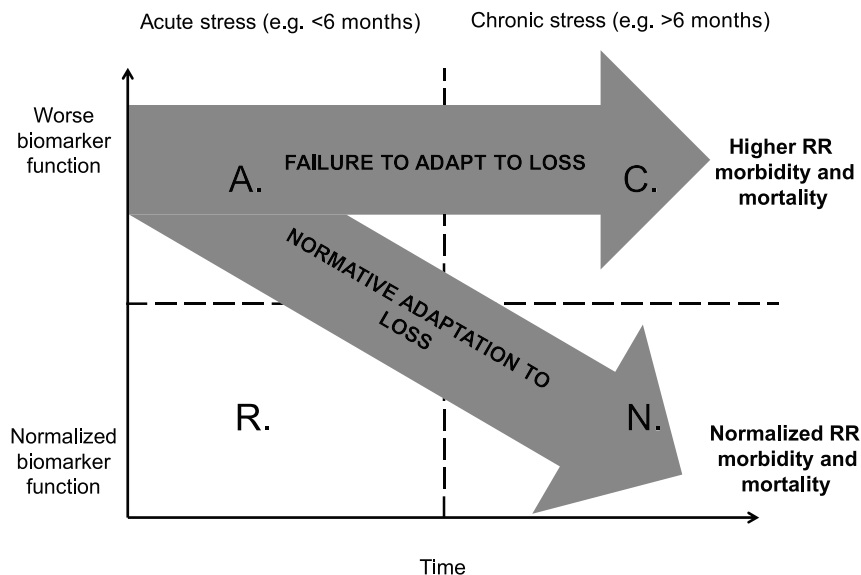 Acute stress (e.g. <6 months)
Chronic stress (e.g. >6 months)
Worse
biomarker
function
A.
FAILURE TO ADAPT TO LOSS
C.
Higher RR
morbidity and
mortality
NORMATIVE ADAPTATION TO
LOSS
R.
N.
Normalized
biomarker
function
Normalized RR
morbidity and
mortality
Time